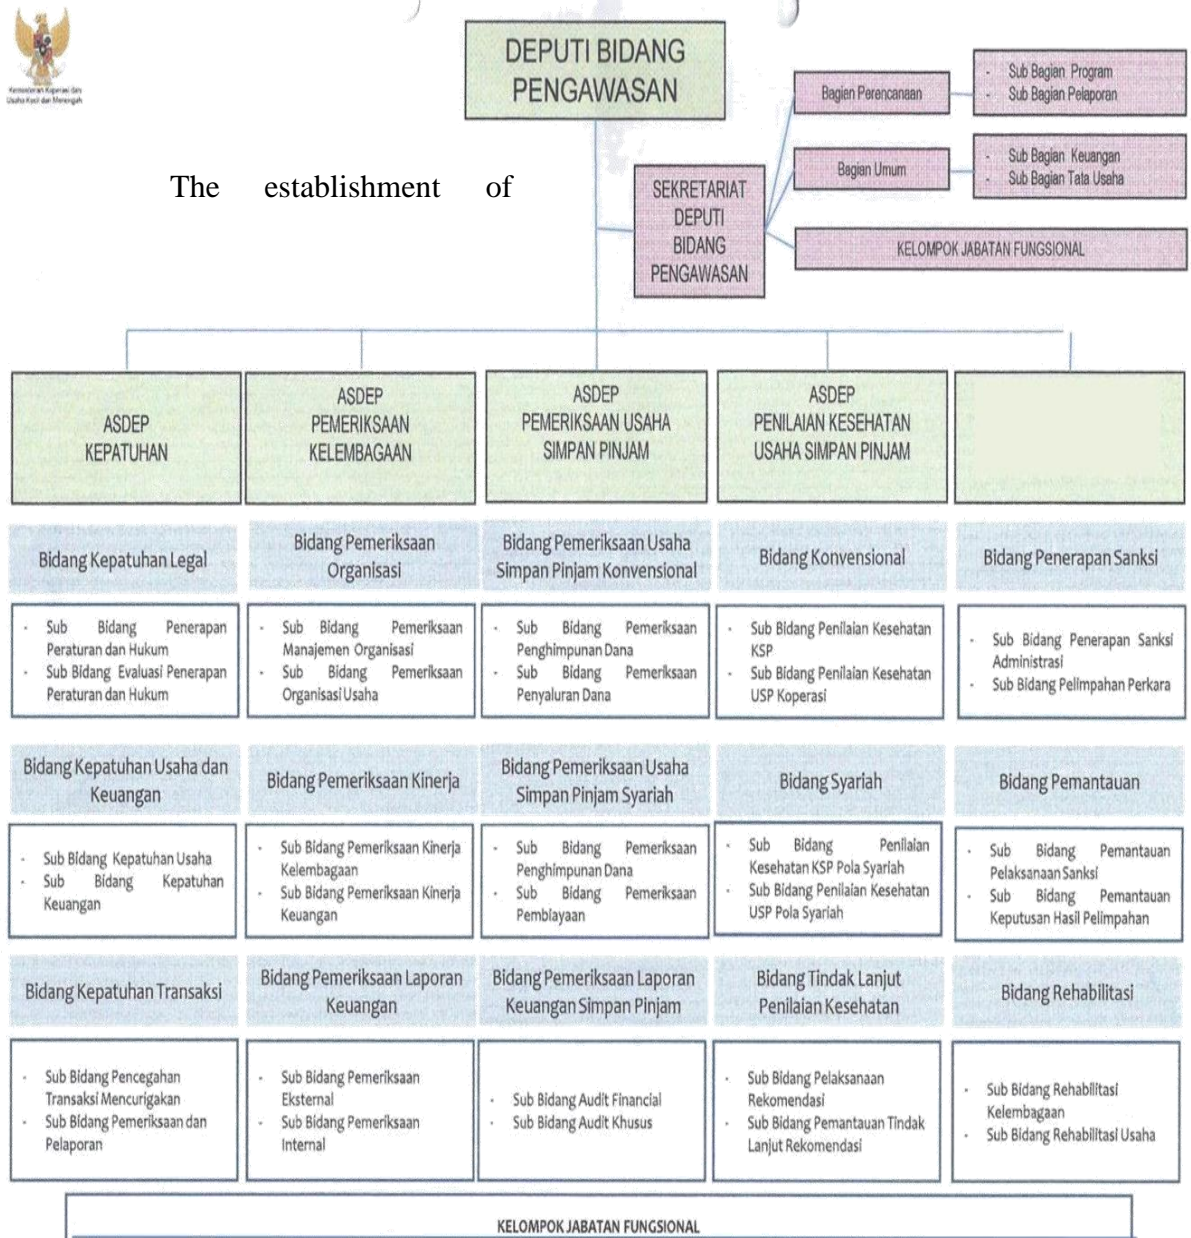 DEPUTI BIDANG
PENGAWASAN
Kementerian Koperasi dan
Usaha Kecil dan Menengah
The establishment of
SEKRETARIAT
DEPUTI
BIDANG
PENGAWASAN
Bagian Perencanaan
- Sub Bagian Program
- Sub Bagian Pelaporan
Bagian Umum
- Sub Bagian Keuangan
- Sub Bagian Tata Usaha
KELOMPOK JABATAN FUNGSIONAL
ASDEP
KEPATUHAN
ASDEP
PEMERIKSAAN
KELEMBAGAAN
ASDEP
PEMERIKSAAN USAHA
SIMPAN PINJAM
ASDEP
PENILAIAN KESEHATAN
USAHA SIMPAN PINJAM
Bidang Kepatuhan Legal
Bidang Pemeriksaan
Organisasi
Bidang Pemeriksaan Usaha
Simpan Pinjam Konvensional
Bidang Konvensional
Bidang Penerapan Sanksi
- Sub Bidang Penerapan
Peraturan dan Hukum
- Sub Bidang Evaluasi Penerapan
Peraturan dan Hukum
- Sub Bidang Pemeriksaan
Manajemen Organisasi
- Sub Bidang Pemeriksaan
Organisasi Usaha
- Sub Bidang Pemeriksaan
Penghimpunan Dana
- Sub Bidang Pemeriksaan
Penyaluran Dana
- Sub Bidang Penilaian Kesehatan
KSP
- Sub Bidang Penilaian Kesehatan
USP Koperasi
- Sub Bidang Penerapan Sanksi
Administrasi
- Sub Bidang Pelimpahan Perkara
Bidang Kepatuhan Usaha dan
Keuangan
Bidang Pemeriksaan Kinerja
Bidang Pemeriksaan Usaha
Simpan Pinjam Syariah
Bidang Syariah
Bidang Pemantauan
- Sub Bidang Kepatuhan Usaha
- Sub Bidang Kepatuhan
Keuangan
- Sub Bidang Pemeriksaan Kinerja
Kelembagaan
- Sub Bidang Pemeriksaan Kinerja
Keuangan
- Sub Bidang Pemeriksaan
Penghimpunan Dana
- Sub Bidang Pemeriksaan
Pembiayaan
- Sub Bidang Penilaian
Kesehatan KSP Pola Syariah
- Sub Bidang Penilaian Kesehatan
USP Pola Syariah
- Sub Bidang Pemantauan
Pelaksanaan Sanksi
- Sub Bidang Pemantauan
Keputusan Hasil Pelimpahan
Bidang Kepatuhan Transaksi
Bidang Pemeriksaan Laporan
Keuangan
Bidang Pemeriksaan Laporan
Keuangan Simpan Pinjam
Bidang Tindak Lanjut
Penilaian Kesehatan
Bidang Rehabilitasi
- Sub Bidang Pencegahan
Transaksi Mencurigakan
- Sub Bidang Pemeriksaan dan
Pelaporan
- Sub Bidang Pemeriksaan
Eksternal
- Sub Bidang Pemeriksaan
Internal
- Sub Bidang Audit Financial
- Sub Bidang Audit Khusus
- Sub Bidang Pelaksanaan
Rekomendasi
- Sub Bidang Pemantauan Tindak
Lanjut Rekomendasi
- Sub Bidang Rehabilitasi
Kelembagaan
- Sub Bidang Rehabilitasi Usaha
KELOMPOK JABATAN FUNGSIONAL